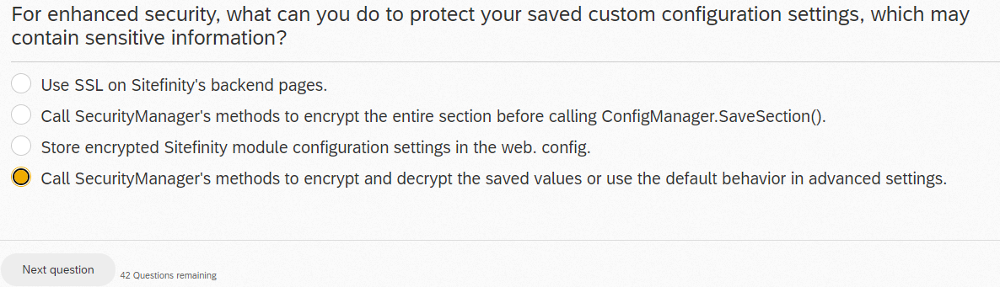 For enhanced security, what can you do to protect your saved custom configuration settings, which may
contain sensitive information?
Use SSL on Sitefinity's backend pages.
Call SecurityManager's methods to encrypt the entire section before calling ConfigManager.SaveSection().
Store encrypted Sitefinity module configuration settings in the web. config.
Call SecurityManager's methods to encrypt and decrypt the saved values or use the default behavior in advanced settings.
Next question
42 Questions remaining